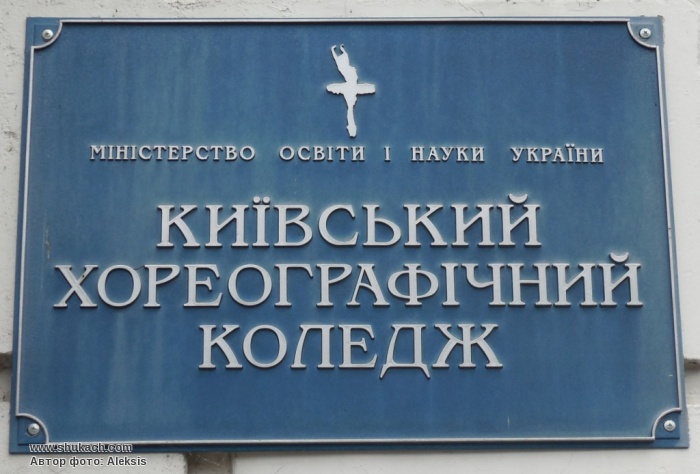 МІНІСТЕРСТВО ОСВІТИ І НАУКИ УКРАЇНИ
КИЇВСЬКИЙ
ХОРЕОГРАФІЧНИЙ
КОЛЕДЖ
www.shukach.com
Автор фото: Aleksis